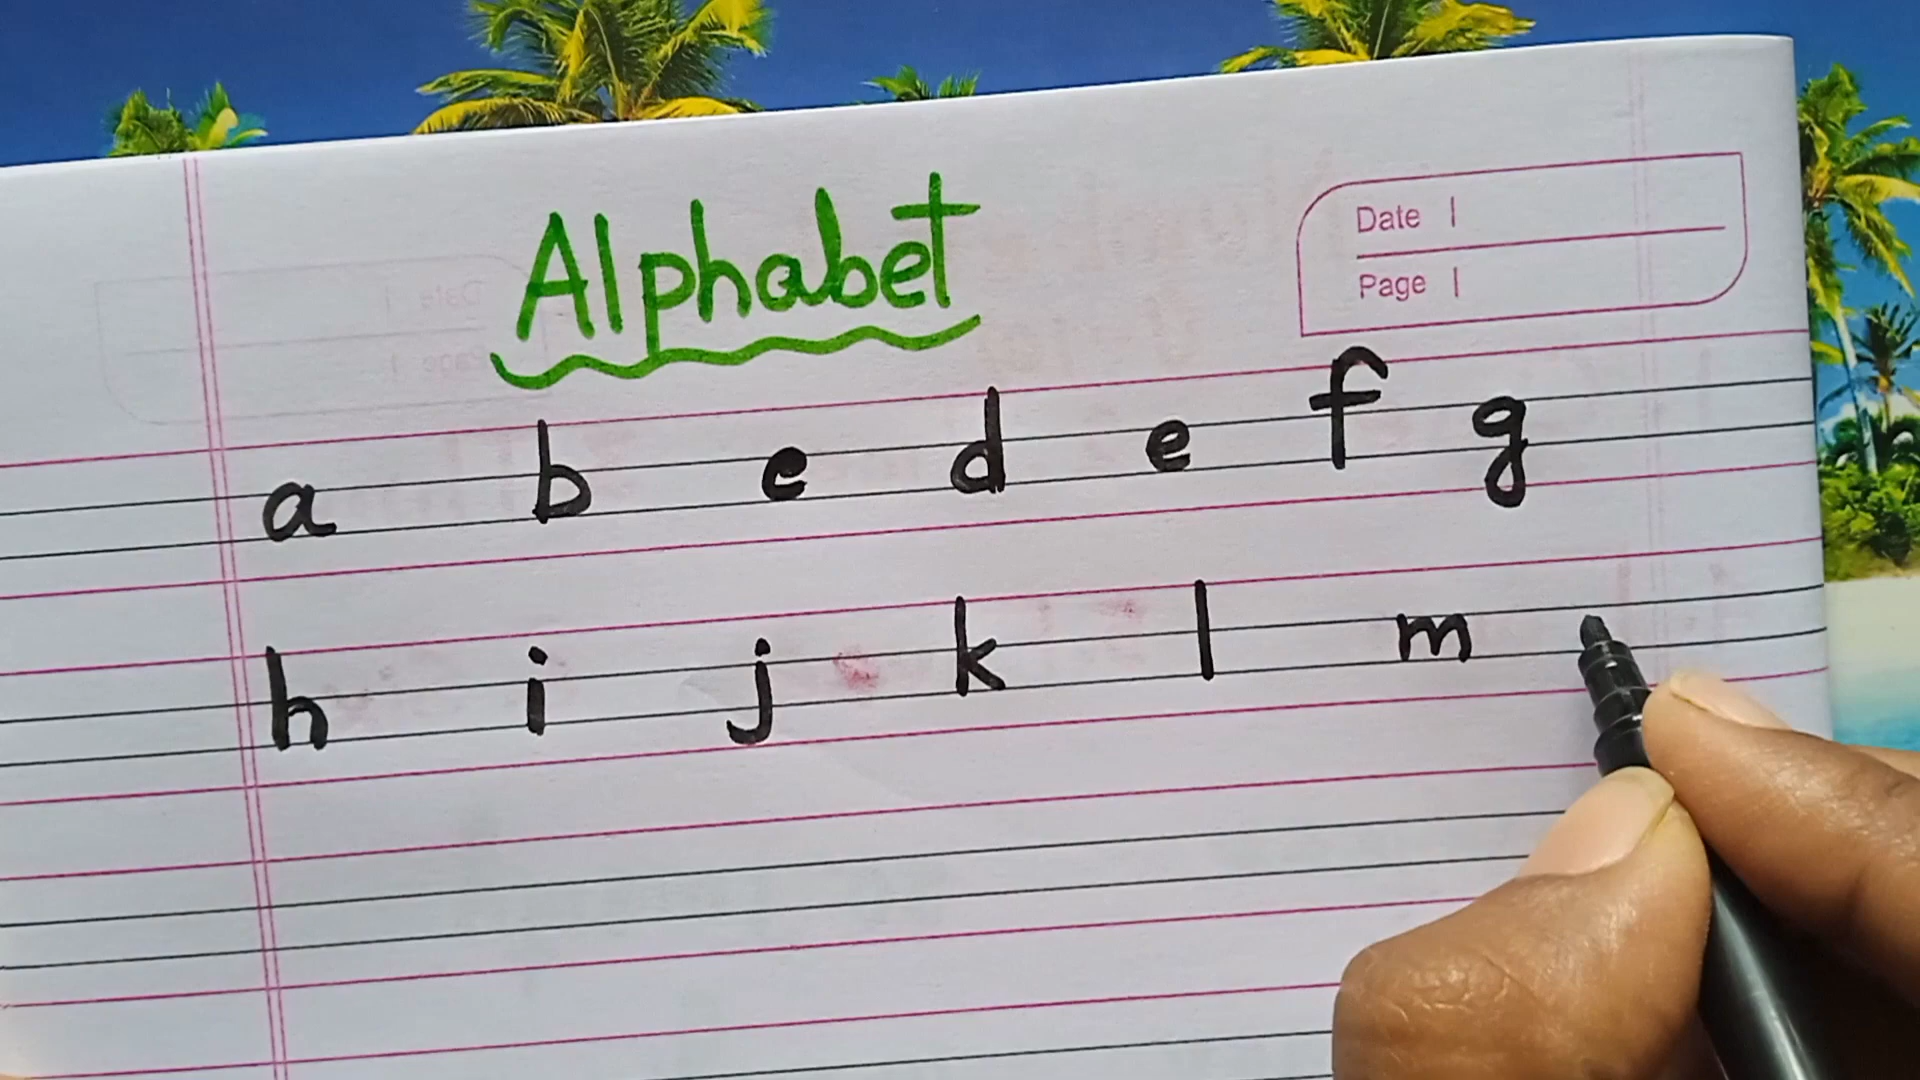 Alphabet
Date |
Page |
a b e d e f g
h i j k l m